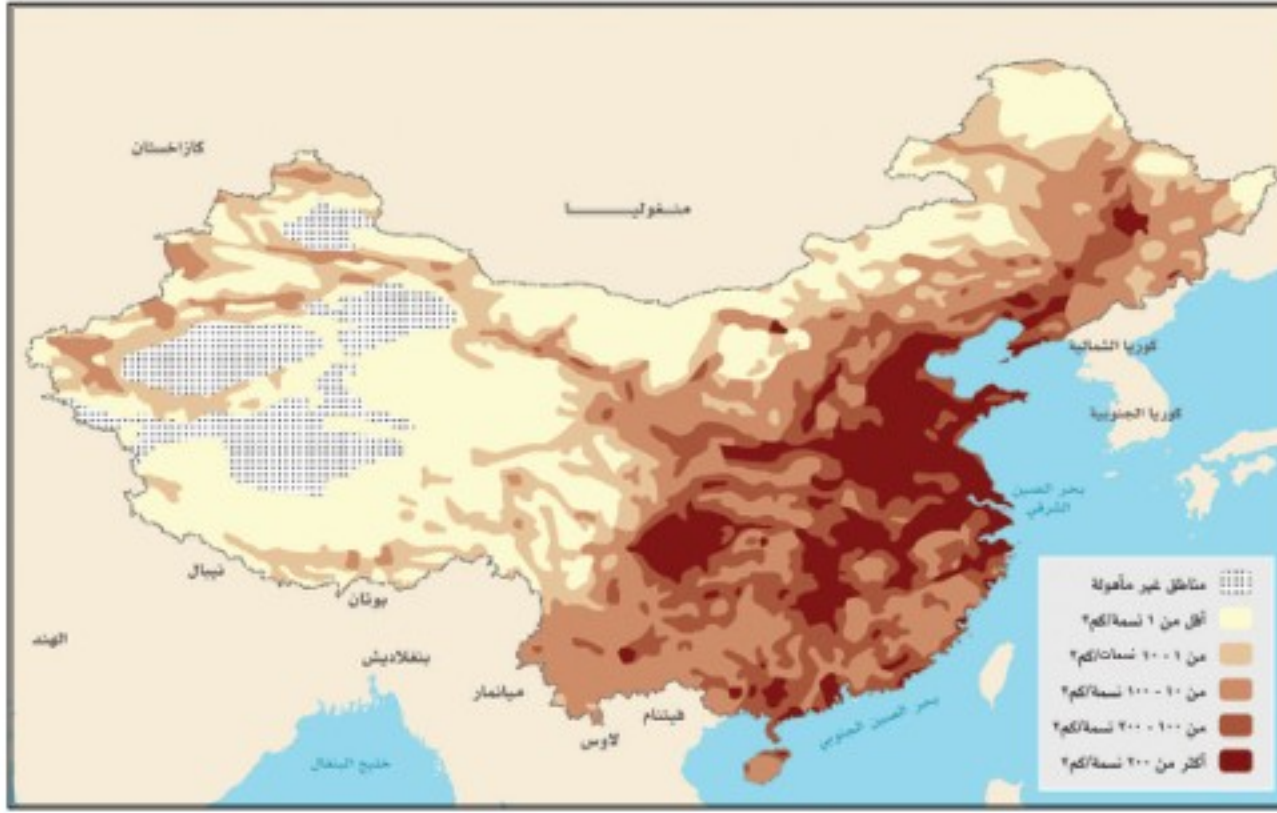 كازاخستان
منغوليا
كوريا الشمالية
كوريا الجنوبية
بحر الصين
الشرقي
نيبال
بوتان
الهند
بنغلاديش
ميانمار
فيتنام
لاوس
بحر الصين الجنوبي
خليج البنغال
مناطق غير مأهولة
أقل من ١ نسمة/كم٢
من ١ - ١٠ نسمات/كم٢
من ١٠ - ١٠٠ نسمة/كم٢
من ١٠٠ - ٢٠٠ نسمة/كم٢
أكثر من ٢٠٠ نسمة/كم٢